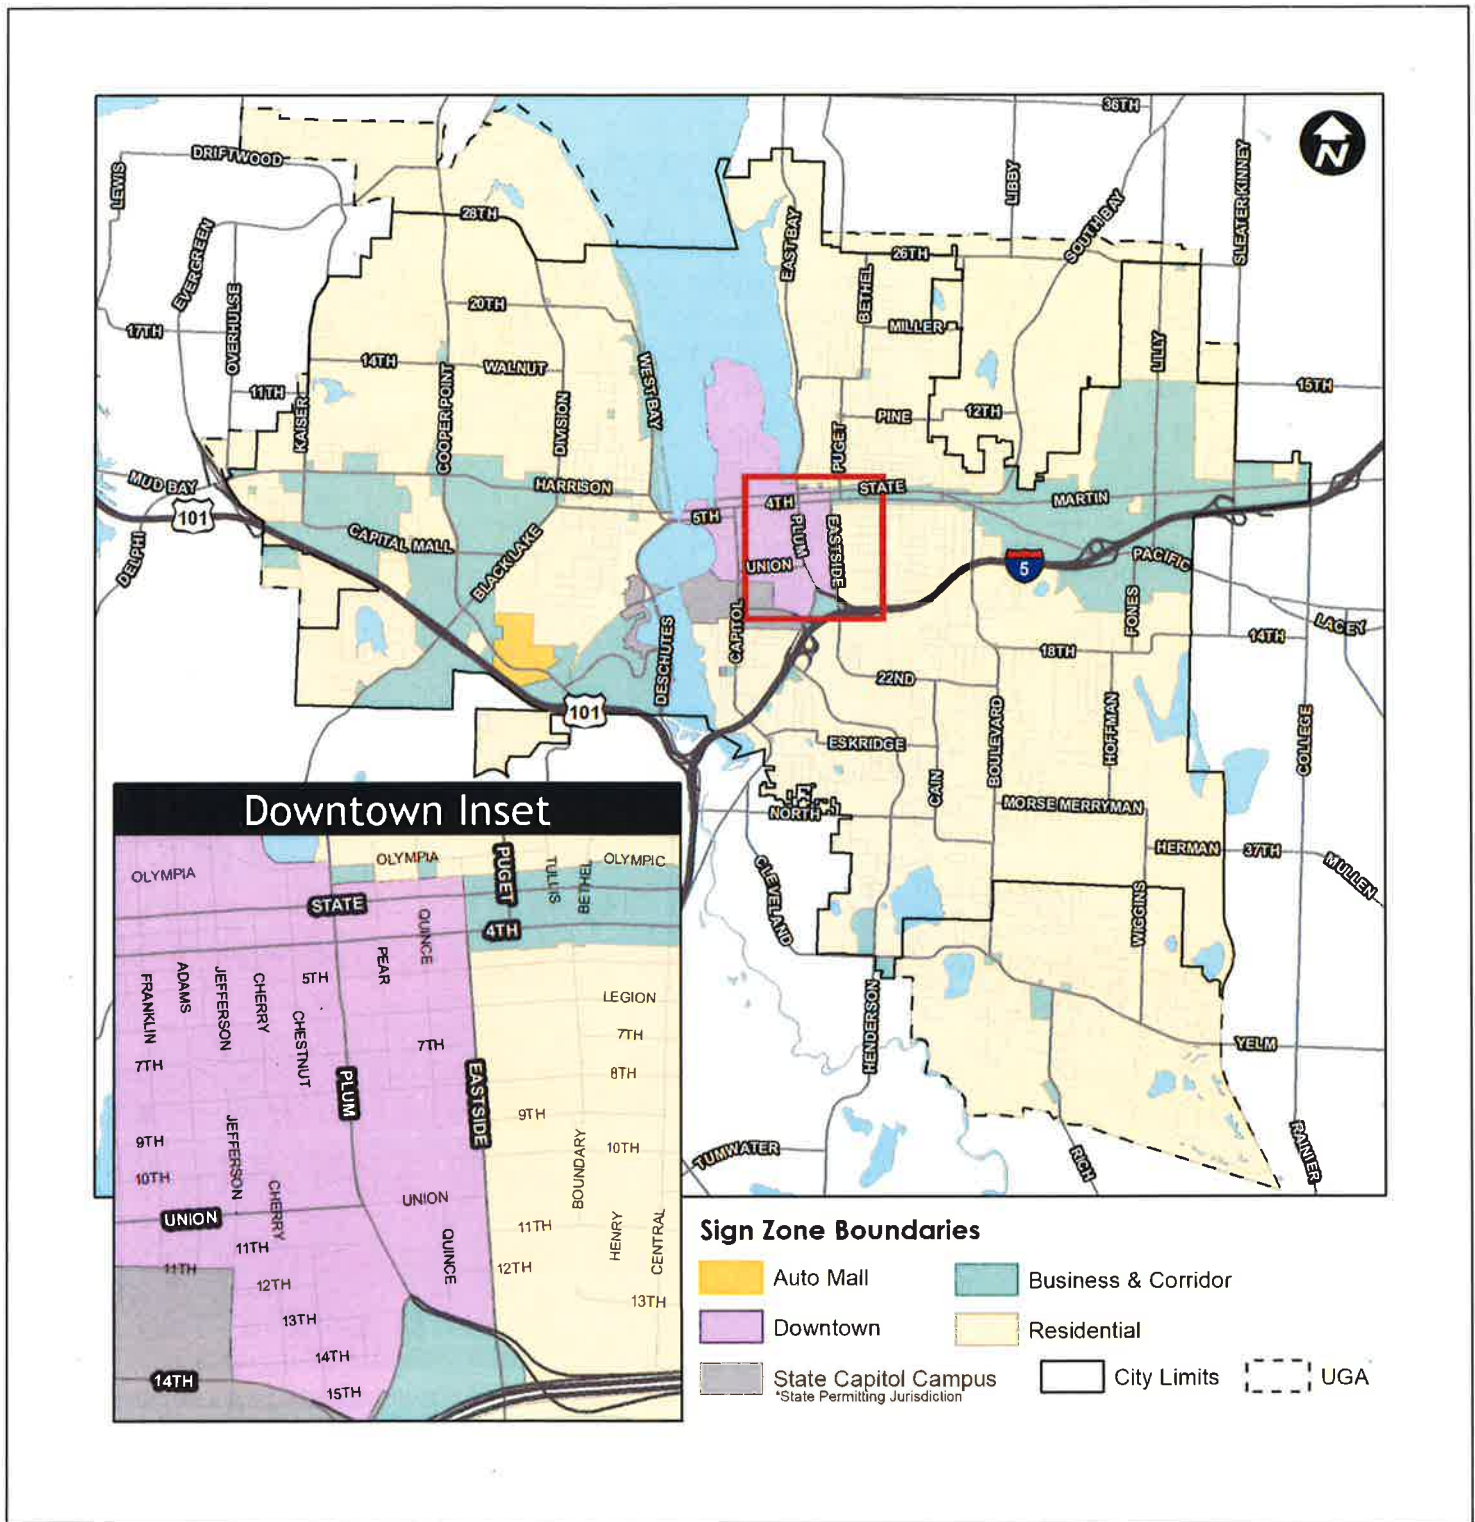 36TH
N
DRIFTWOOD
LEWIS
LIBBY
SLEATER KINNEY
SOUTH BAY
28TH
EVERGREEN
EAST BAY
26TH
OVERHULSE
BETHEL
20TH
17TH
MILLER
14TH
WALNUT
LILLY
11TH
KAISER
COOPER POINT
DIVISION
WEST BAY
15TH
PINE
12TH
PUGET
MUD BAY
HARRISON
STATE
MARTIN
4TH
101
5TH
PLUM
EASTSIDE
CAPITAL MALL
BLACK LAKE
DELPHI
UNION
5
PACIFIC
FONES
LACEY
CAPITOL
DESCHUTES
14TH
18TH
22ND
101
BOULEVARD
HOFFMAN
COLLEGE
ESKRIDGE
CAIN
MORSE MERRYMAN
NORTH
HERMAN
37TH
MULLEN
CLEVELAND
WIGGINS
HENDERSON
YELM
TUMWATER
RICH
RAINIER
Downtown Inset
OLYMPIA
OLYMPIA
PUGET
TULLIS
BETHEL
OLYMPIC
STATE
QUINCE
4TH
PEAR
FRANKLIN
ADAMS
JEFFERSON
CHERRY
5TH
CHESTNUT
LEGION
7TH
7TH
7TH
PLUM
EASTSIDE
8TH
9TH
9TH
JEFFERSON
BOUNDARY
10TH
10TH
CHERRY
UNION
UNION
QUINCE
11TH
HENRY
CENTRAL
11TH
11TH
12TH
12TH
13TH
13TH
14TH
14TH
15TH
Sign Zone Boundaries
Auto Mall
Business & Corridor
Downtown
Residential
State Capitol Campus
*State Permitting Jurisdiction
City Limits
UGA